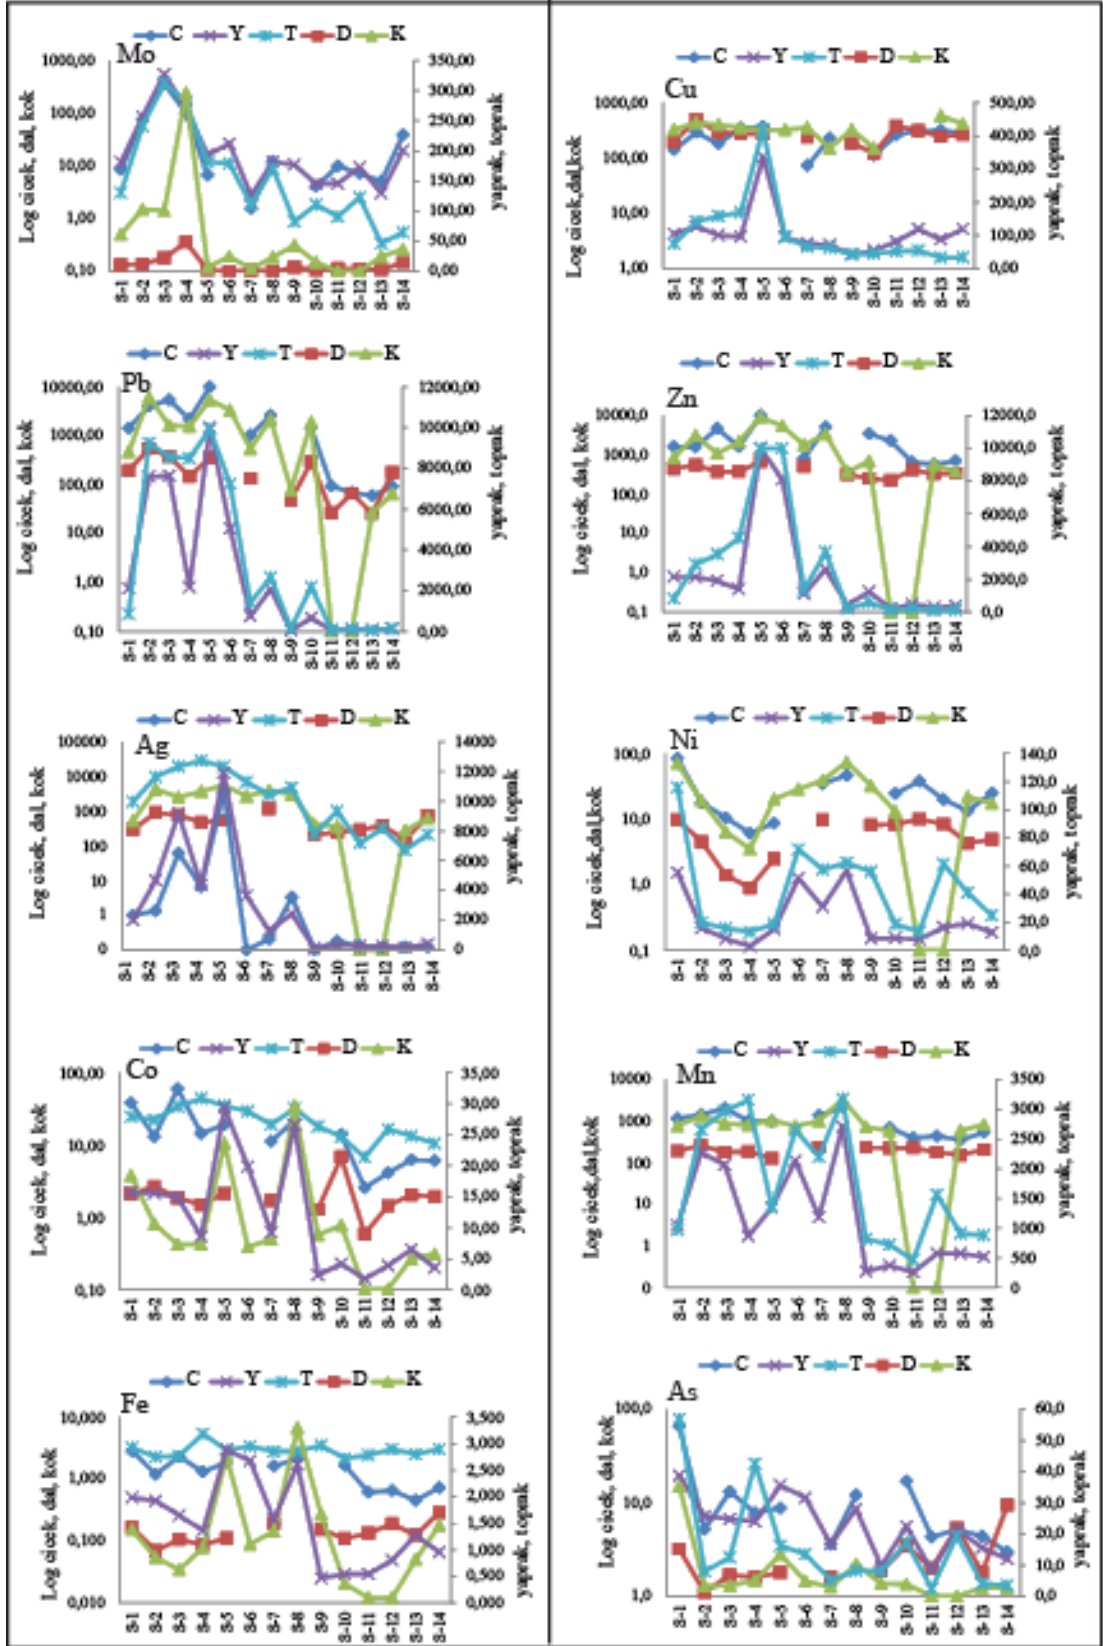 C Y T D K
Mo
Log cicek, dal, kok
1000,00
100,00
10,00
1,00
0,10
350,00
300,00
250,00
200,00
150,00
100,00
50,00
0,00
yaprak, toprak
S-1 S-2 S-3 S-4 S-5 S-6 S-7 S-8 S-9 S-10 S-11 S-12 S-13 S-14
C Y T D K
Cu
Log cicek,dal,kok
1000,00
100,00
10,00
1,00
500,00
400,00
300,00
200,00
100,00
0,00
yaprak, toprak
S-1 S-2 S-3 S-4 S-5 S-6 S-7 S-8 S-9 S-10 S-11 S-12 S-13 S-14
C Y T D K
Pb
Log cicek, dal, kok
10000,00
1000,00
100,00
10,00
1,00
0,10
12000,00
10000,00
8000,00
6000,00
4000,00
2000,00
0,00
yaprak, toprak
S-1 S-2 S-3 S-4 S-5 S-6 S-7 S-8 S-9 S-10 S-11 S-12 S-13 S-14
C Y T D K
Zn
Log cicek, dal, kok
10000,0
1000,0
100,0
10,0
1,0
0,1
12000,0
10000,0
8000,0
6000,0
4000,0
2000,0
0,0
yaprak, toprak
S-1 S-2 S-3 S-4 S-5 S-6 S-7 S-8 S-9 S-10 S-11 S-12 S-13 S-14
C Y T D K
Ag
Log cicek, dal, kok
100000
10000
1000
100
10
1
0
14000
12000
10000
8000
6000
4000
2000
0
yaprak, toprak
S-1 S-2 S-3 S-4 S-5 S-6 S-7 S-8 S-9 S-10 S-11 S-12 S-13 S-14
C Y T D K
Ni
Log cicek,dal,kok
100,0
10,0
1,0
0,1
140,0
120,0
100,0
80,0
60,0
40,0
20,0
0,0
yaprak, toprak
S-1 S-2 S-3 S-4 S-5 S-6 S-7 S-8 S-9 S-10 S-11 S-12 S-13 S-14
C Y T D K
Co
Log cicek, dal, kok
100,00
10,00
1,00
0,10
35,00
30,00
25,00
20,00
15,00
10,00
5,00
0,00
yaprak, toprak
S-1 S-2 S-3 S-4 S-5 S-6 S-7 S-8 S-9 S-10 S-11 S-12 S-13 S-14
C Y T D K
Mn
Log cicek,dal,kok
10000
1000
100
10
1
0
3500
3000
2500
2000
1500
1000
500
0
yaprak, toprak
S-1 S-2 S-3 S-4 S-5 S-6 S-7 S-8 S-9 S-10 S-11 S-12 S-13 S-14
C Y T D K
Fe
Log cicek, dal, kok
10,000
1,000
0,100
0,010
3,500
3,000
2,500
2,000
1,500
1,000
0,500
0,000
yaprak, toprak
S-1 S-2 S-3 S-4 S-5 S-6 S-7 S-8 S-9 S-10 S-11 S-12 S-13 S-14
C Y T D K
As
Log cicek, dal, kok
100,0
10,0
1,0
60,0
50,0
40,0
30,0
20,0
10,0
0,0
yaprak, toprak
S-1 S-2 S-3 S-4 S-5 S-6 S-7 S-8 S-9 S-10 S-11 S-12 S-13 S-14